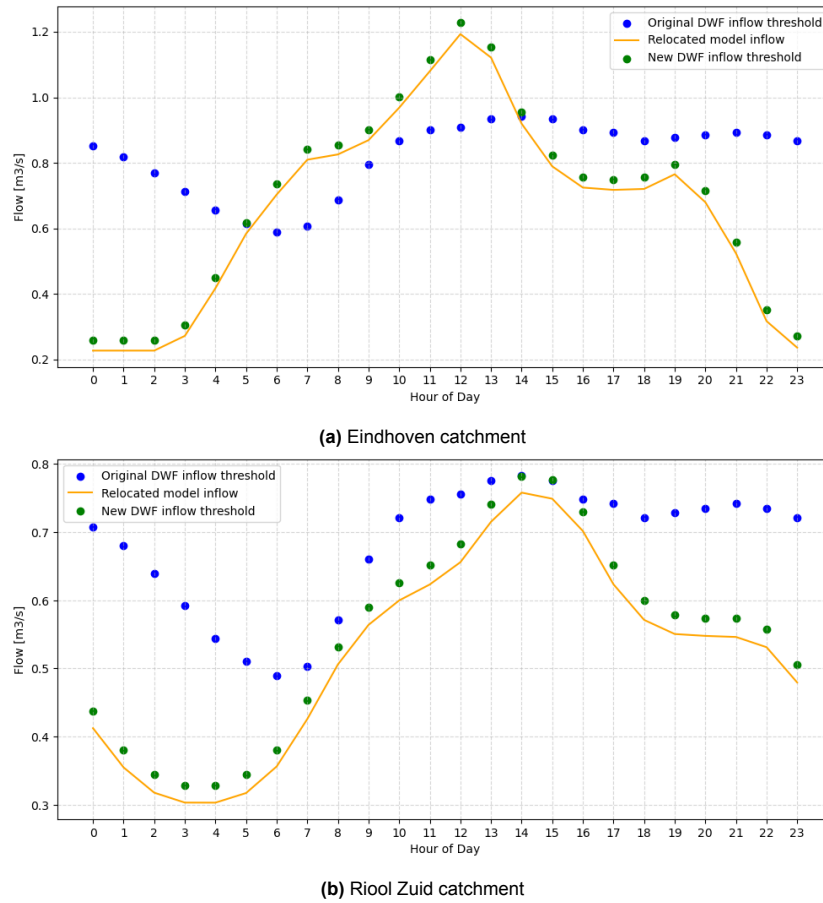 1.2
1.0
0.8
0.6
0.4
0.2
Flow [m3/s]
Original DWF inflow threshold
Relocated model inflow
New DWF inflow threshold
0 1 2 3 4 5 6 7 8 9 10 11 12 13 14 15 16 17 18 19 20 21 22 23
Hour of Day
(a) Eindhoven catchment
0.8
0.7
0.6
0.5
0.4
0.3
Flow [m3/s]
Original DWF inflow threshold
Relocated model inflow
New DWF inflow threshold
0 1 2 3 4 5 6 7 8 9 10 11 12 13 14 15 16 17 18 19 20 21 22 23
Hour of Day
(b) Riool Zuid catchment